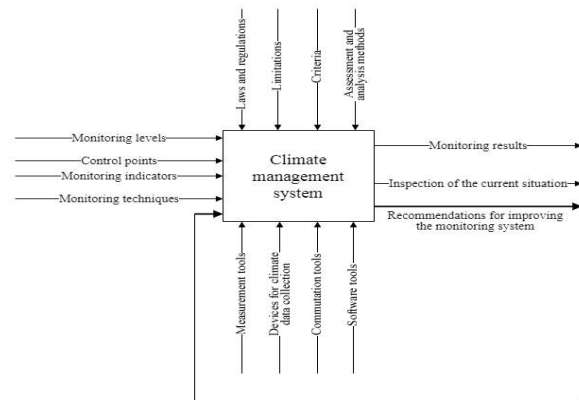 Laws and regulations
Limitations
Criteria
Assessment and
analysis methods
Monitoring levels
Control points
Monitoring indicators
Monitoring techniques
Climate
management
system
Monitoring results
Inspection of the current situation
Recommendations for improving
the monitoring system
Measurement tools
Devices for climate
data collection
Commutation tools
Software tools